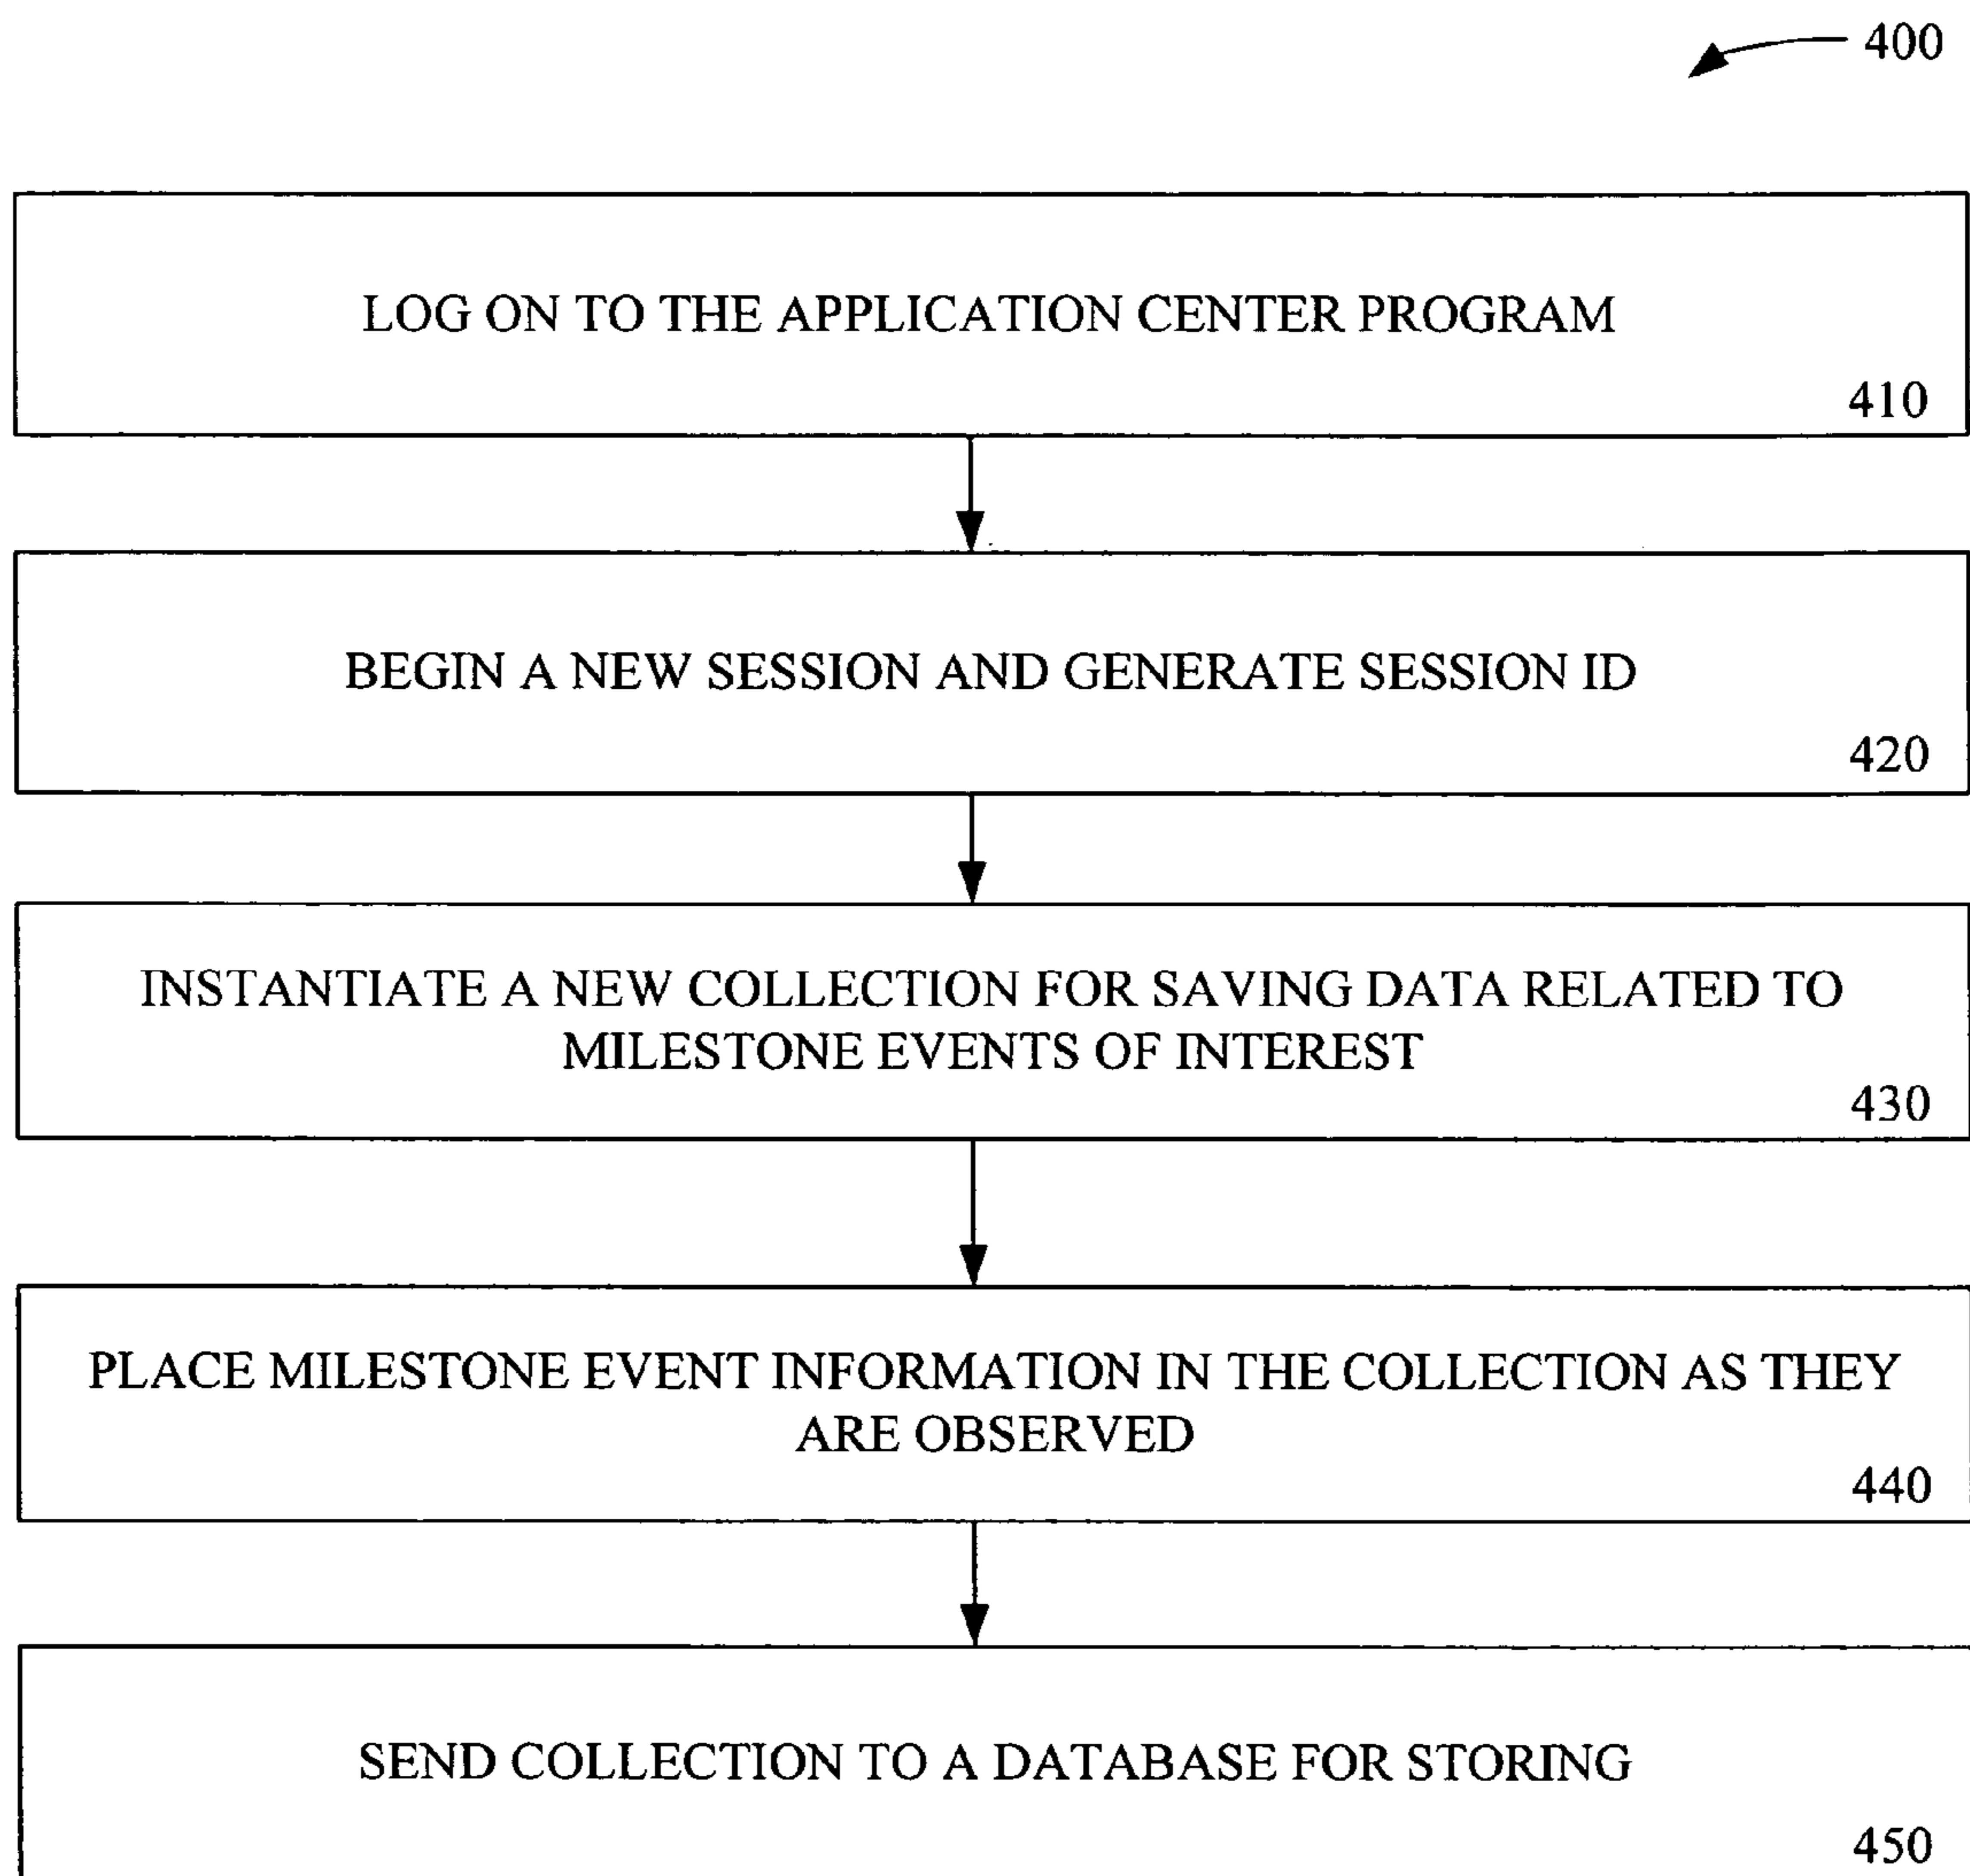 400
LOG ON TO THE APPLICATION CENTER PROGRAM
410
BEGIN A NEW SESSION AND GENERATE SESSION ID
420
INSTANTIATE A NEW COLLECTION FOR SAVING DATA RELATED TO
MILESTONE EVENTS OF INTEREST
430
PLACE MILESTONE EVENT INFORMATION IN THE COLLECTION AS THEY
ARE OBSERVED
440
SEND COLLECTION TO A DATABASE FOR STORING
450